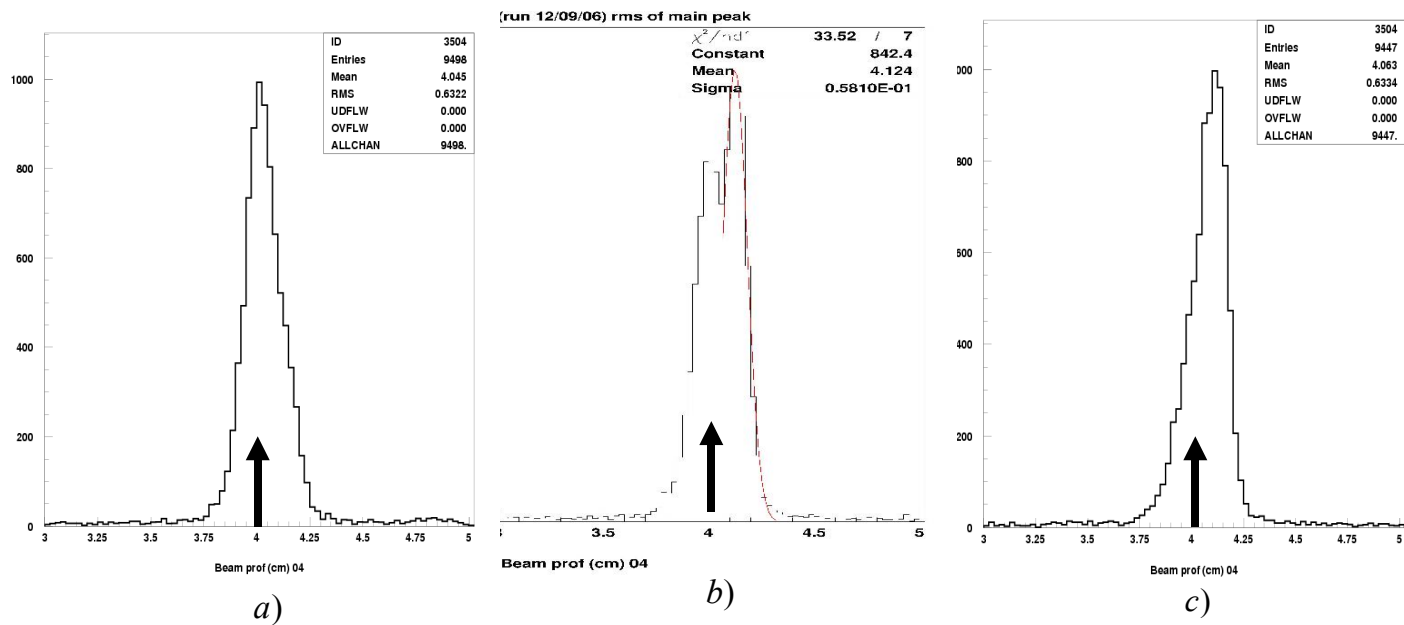 ID 3504
Entries 9498
Mean 4.045
RMS 0.6322
UDFLW 0.000
OVFLW 0.000
ALLCHAN 9498.
1000
800
600
400
200
0
3 3.25 3.5 3.75 4 4.25 4.5 4.75 5
Beam prof (cm) 04
a)
(run 12/09/06) rms of main peak
33.52 / 7
Constant 842.4
Mean 4.124
Sigma 0.5810E-01
3.5 4 4.5 5
Beam prof (cm) 04
b)
ID 3504
Entries 9447
Mean 4.063
RMS 0.6334
UDFLW 0.000
OVFLW 0.000
ALLCHAN 9447.
000
800
600
400
200
0
3 3.25 3.5 3.75 4 4.25 4.5 4.75 5
Beam prof (cm) 04
c)